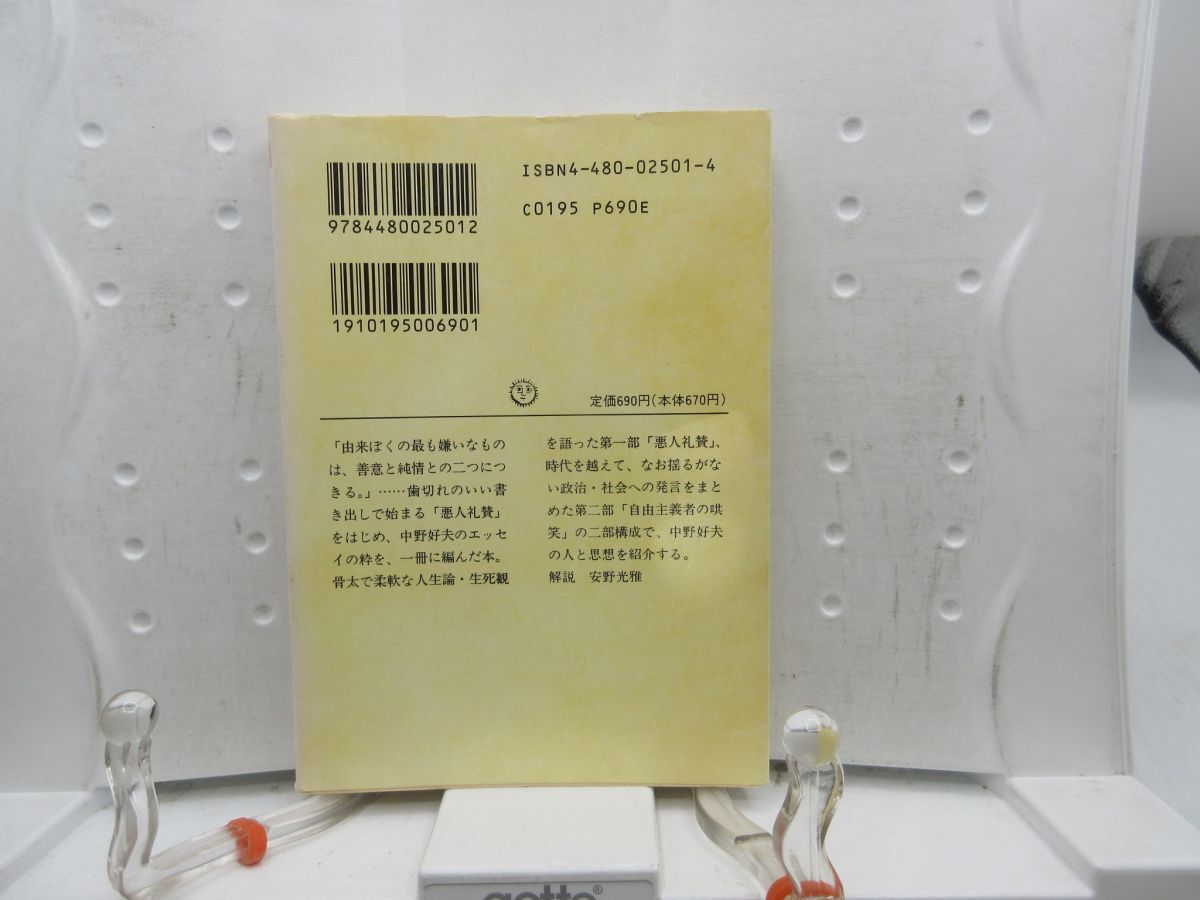 ISBN4-480-02501-4
C0195 P690E
9784480025012
1910195006901
定価690円(本体670円)
「由来ぼくの最も嫌いなもの
は、善意と純情との二つにつ
きる。」……歯切れのいい書
き出しで始まる「悪人礼賛」
をはじめ、中野好夫のエッセ
イの粋を、一冊に編んだ本。
骨太で柔軟な人生論・生死観
を語った第一部「悪人礼賛」、
時代を越えて、なお揺るがな
い政治・社会への発言をまと
めた第二部「自由主義者の哄
笑」の二部構成で、中野好夫
の人と思想を紹介する。
解説 安野光雅